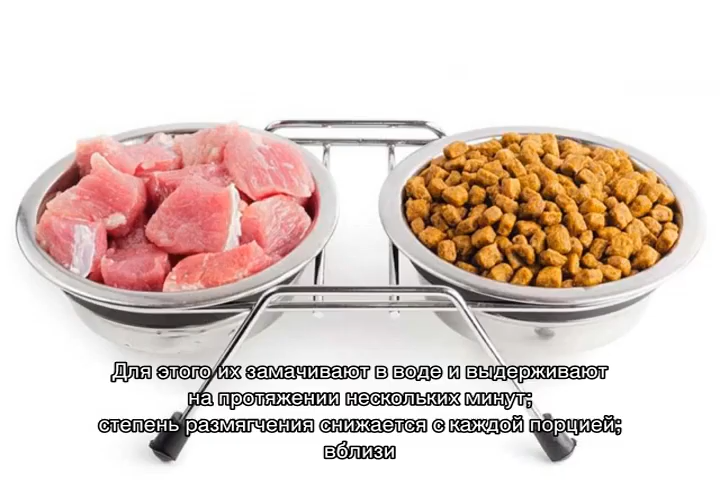 Для этого их замачивают в воде и выдерживают
на протяжении нескольких минут;
степень размягчения снижается с каждой порцией;
вблизи